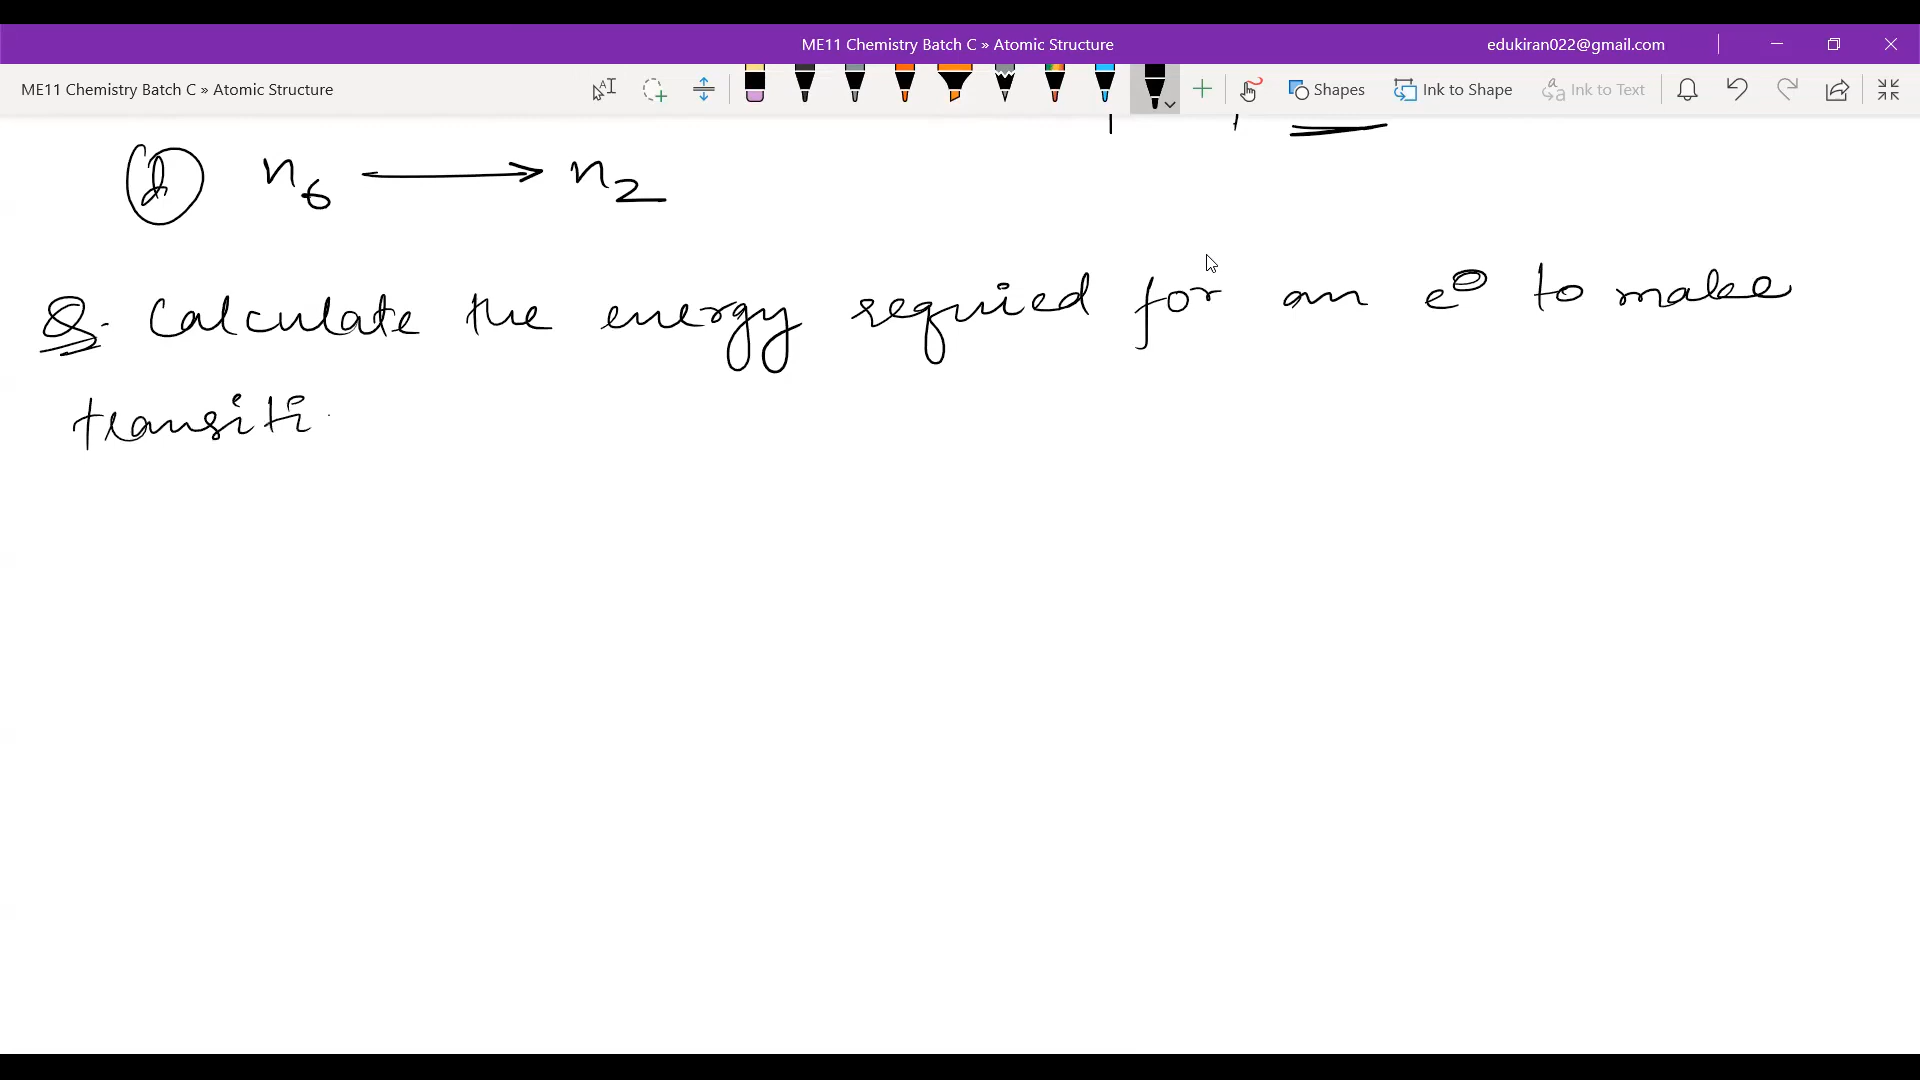 ME11 Chemistry Batch C » Atomic Structure
edukiran022@gmail.com
ME11 Chemistry Batch C » Atomic Structure
Shapes
Ink to Shape
Ink to Text
(d) n6 → n2
Q. Calculate the energy requied for an e⊖ to make
transiti